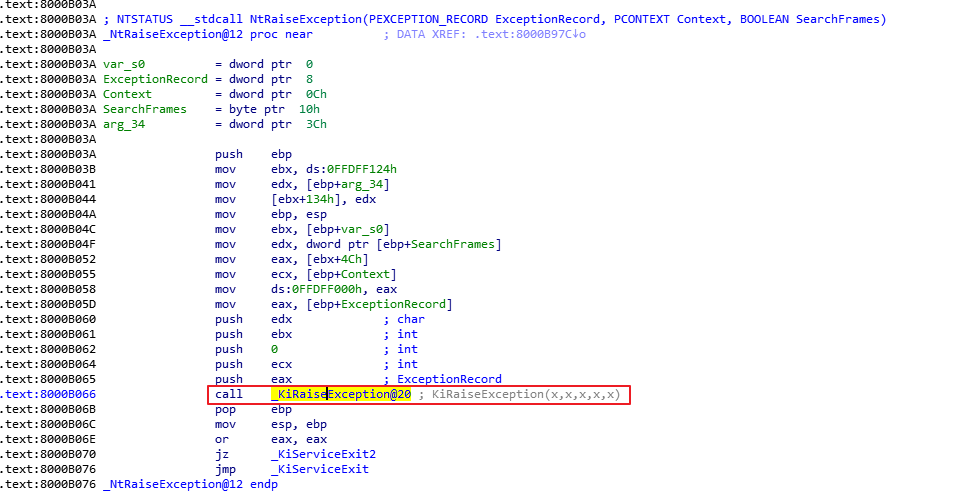 .text:8000B03A
.text:8000B03A ; NTSTATUS __stdcall NtRaiseException(PEXCEPTION_RECORD ExceptionRecord, PCONTEXT Context, BOOLEAN SearchFrames)
.text:8000B03A _NtRaiseException@12 proc near ; DATA XREF: .text:8000B97C↓o
.text:8000B03A
.text:8000B03A var_s0 = dword ptr 0
.text:8000B03A ExceptionRecord = dword ptr 8
.text:8000B03A Context = dword ptr 0Ch
.text:8000B03A SearchFrames = byte ptr 10h
.text:8000B03A arg_34 = dword ptr 3Ch
.text:8000B03A
.text:8000B03A push ebp
.text:8000B03B mov ebx, ds:0FFDFF124h
.text:8000B041 mov edx, [ebp+arg_34]
.text:8000B044 mov [ebx+134h], edx
.text:8000B04A mov ebp, esp
.text:8000B04C mov ebx, [ebp+var_s0]
.text:8000B04F mov edx, dword ptr [ebp+SearchFrames]
.text:8000B052 mov eax, [ebx+4Ch]
.text:8000B055 mov ecx, [ebp+Context]
.text:8000B058 mov ds:0FFDFF000h, eax
.text:8000B05D mov eax, [ebp+ExceptionRecord]
.text:8000B060 push edx ; char
.text:8000B061 push ebx ; int
.text:8000B062 push 0 ; int
.text:8000B064 push ecx ; int
.text:8000B065 push eax ; ExceptionRecord
.text:8000B066 call _KiRaiseException@20 ; KiRaiseException(x,x,x,x,x)
.text:8000B06B pop ebp
.text:8000B06C mov esp, ebp
.text:8000B06E or eax, eax
.text:8000B070 jz _KiServiceExit2
.text:8000B076 jmp _KiServiceExit
.text:8000B076 _NtRaiseException@12 endp